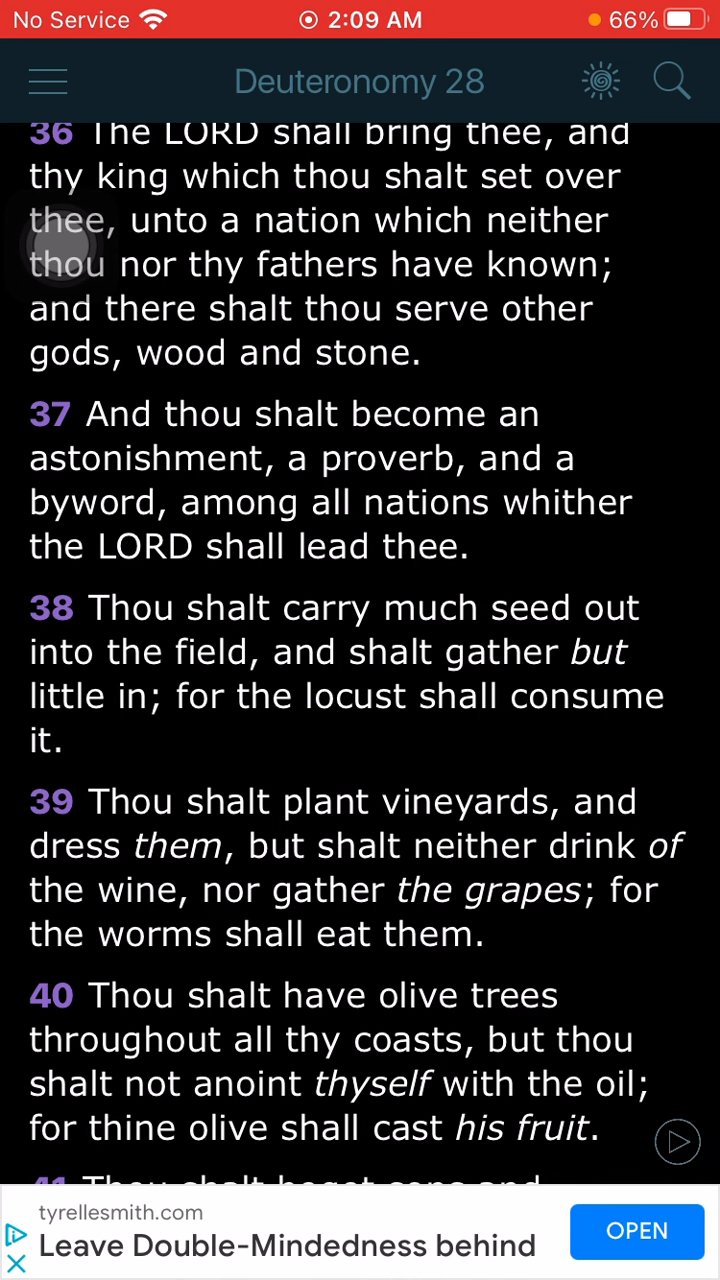 No Service 2:09 AM 66%
Deuteronomy 28
36 The LORD shall bring thee, and
thy king which thou shalt set over
thee, unto a nation which neither
thou nor thy fathers have known;
and there shalt thou serve other
gods, wood and stone.
37 And thou shalt become an
astonishment, a proverb, and a
byword, among all nations whither
the LORD shall lead thee.
38 Thou shalt carry much seed out
into the field, and shalt gather but
little in; for the locust shall consume
it.
39 Thou shalt plant vineyards, and
dress them, but shalt neither drink of
the wine, nor gather the grapes; for
the worms shall eat them.
40 Thou shalt have olive trees
throughout all thy coasts, but thou
shalt not anoint thyself with the oil;
for thine olive shall cast his fruit.
41 Thou shalt beget sons and
tyrellesmith.com
Leave Double-Mindedness behind
OPEN